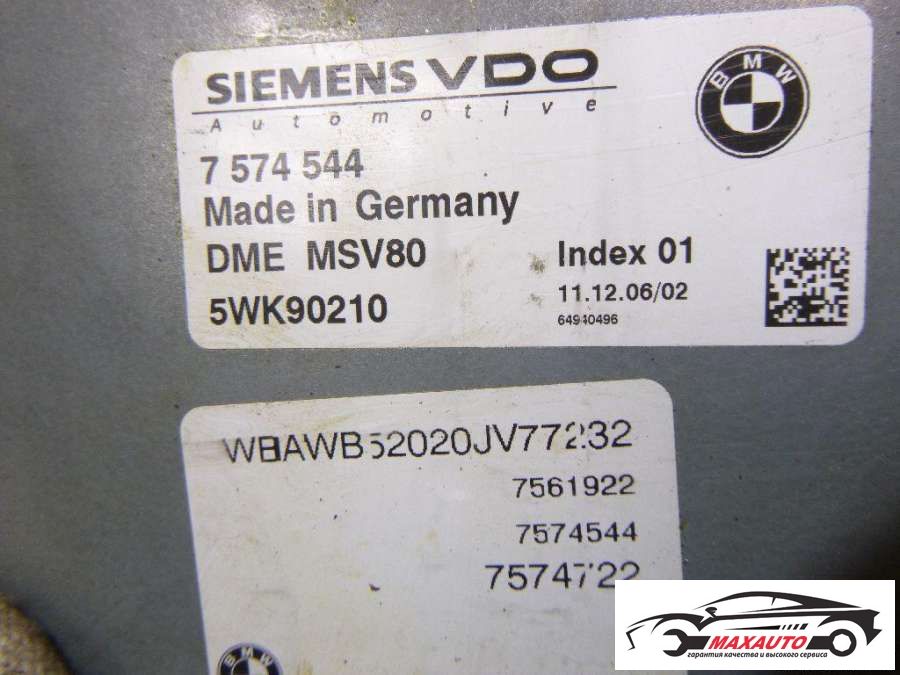 SIEMENS VDO
Automotive
BMW
7 574 544
Made in Germany
DME MSV80
Index 01
5WK90210
11.12.06/02
64940496
WBAWB52020JV77232
7561922
7574544
7574722
BMW
MAXAUTO
гарантия качества и высокого сервиса